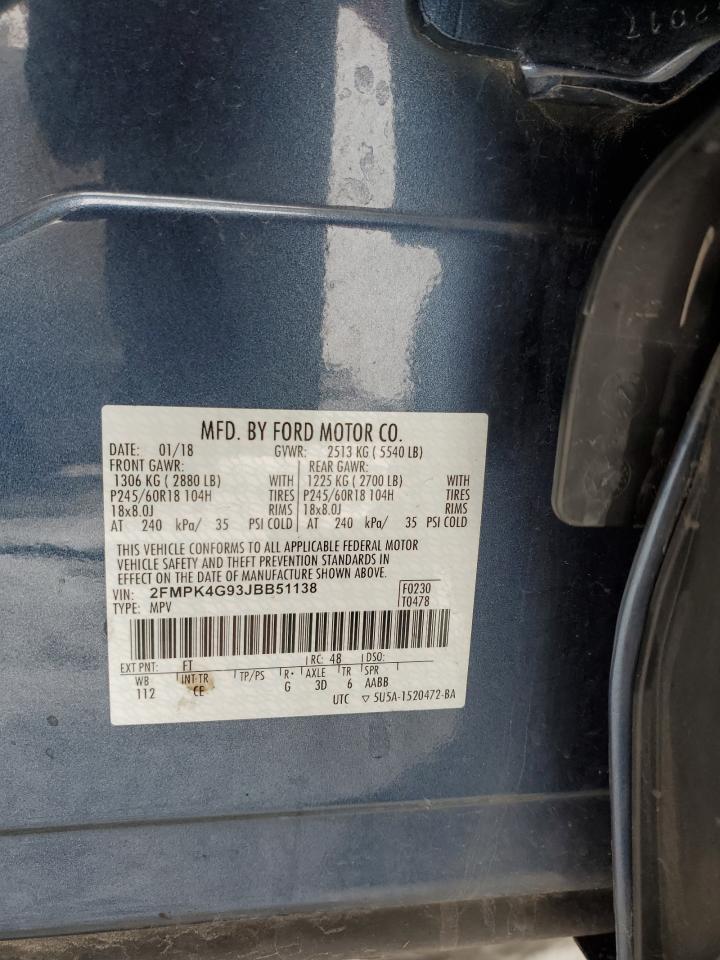 2017
MFD. BY FORD MOTOR CO.
DATE: 01/18 GVWR: 2513 KG ( 5540 LB)
FRONT GAWR: REAR GAWR:
1306 KG ( 2880 LB) WITH 1225 KG ( 2700 LB) WITH
P245/60R18 104H TIRES P245/60R18 104H TIRES
18x8.0J RIMS 18x8.0J RIMS
AT 240 kPa/ 35 PSI COLD AT 240 kPa/ 35 PSI COLD
THIS VEHICLE CONFORMS TO ALL APPLICABLE FEDERAL MOTOR
VEHICLE SAFETY AND THEFT PREVENTION STANDARDS IN
EFFECT ON THE DATE OF MANUFACTURE SHOWN ABOVE.
VIN: 2FMPK4G93JBB51138 F0230
TYPE: MPV T0478
EXT PNT: FT RC: 48 DSO:
WB INT TR TP/PS R AXLE TR SPR
112 CE G 3D 6 AABB
UTC ▽ 5U5A-1520472-BA